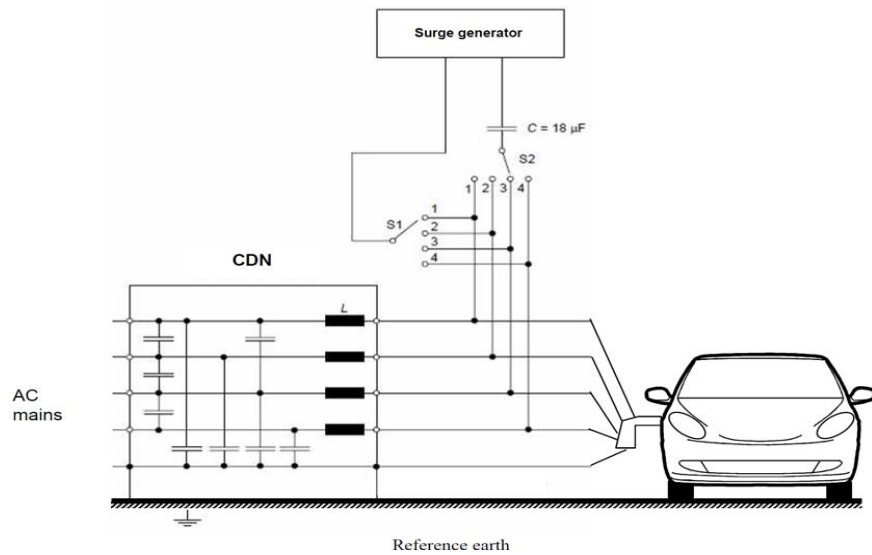 Surge generator
C = 18 µF
S2
1 2 3 4
S1
1
2
3
4
CDN
L
AC
mains
Reference earth